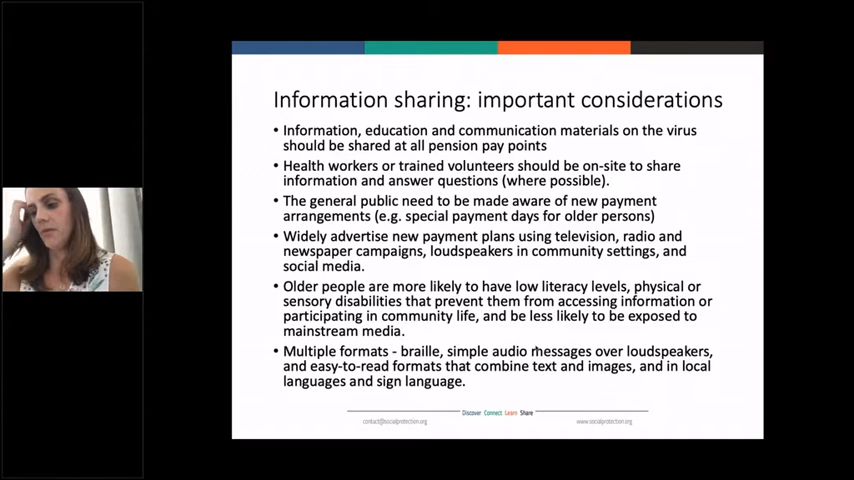 Information sharing: important considerations
• Information, education and communication materials on the virus
should be shared at all pension pay points
• Health workers or trained volunteers should be on-site to share
information and answer questions (where possible).
• The general public need to be made aware of new payment
arrangements (e.g. special payment days for older persons)
• Widely advertise new payment plans using television, radio and
newspaper campaigns, loudspeakers in community settings, and
social media.
• Older people are more likely to have low literacy levels, physical or
sensory disabilities that prevent them from accessing information or
participating in community life, and be less likely to be exposed to
mainstream media.
• Multiple formats - braille, simple audio messages over loudspeakers,
and easy-to-read formats that combine text and images, and in local
languages and sign language.
Discover Connect Learn Share
contact@socialprotection.org
www.socialprotection.org